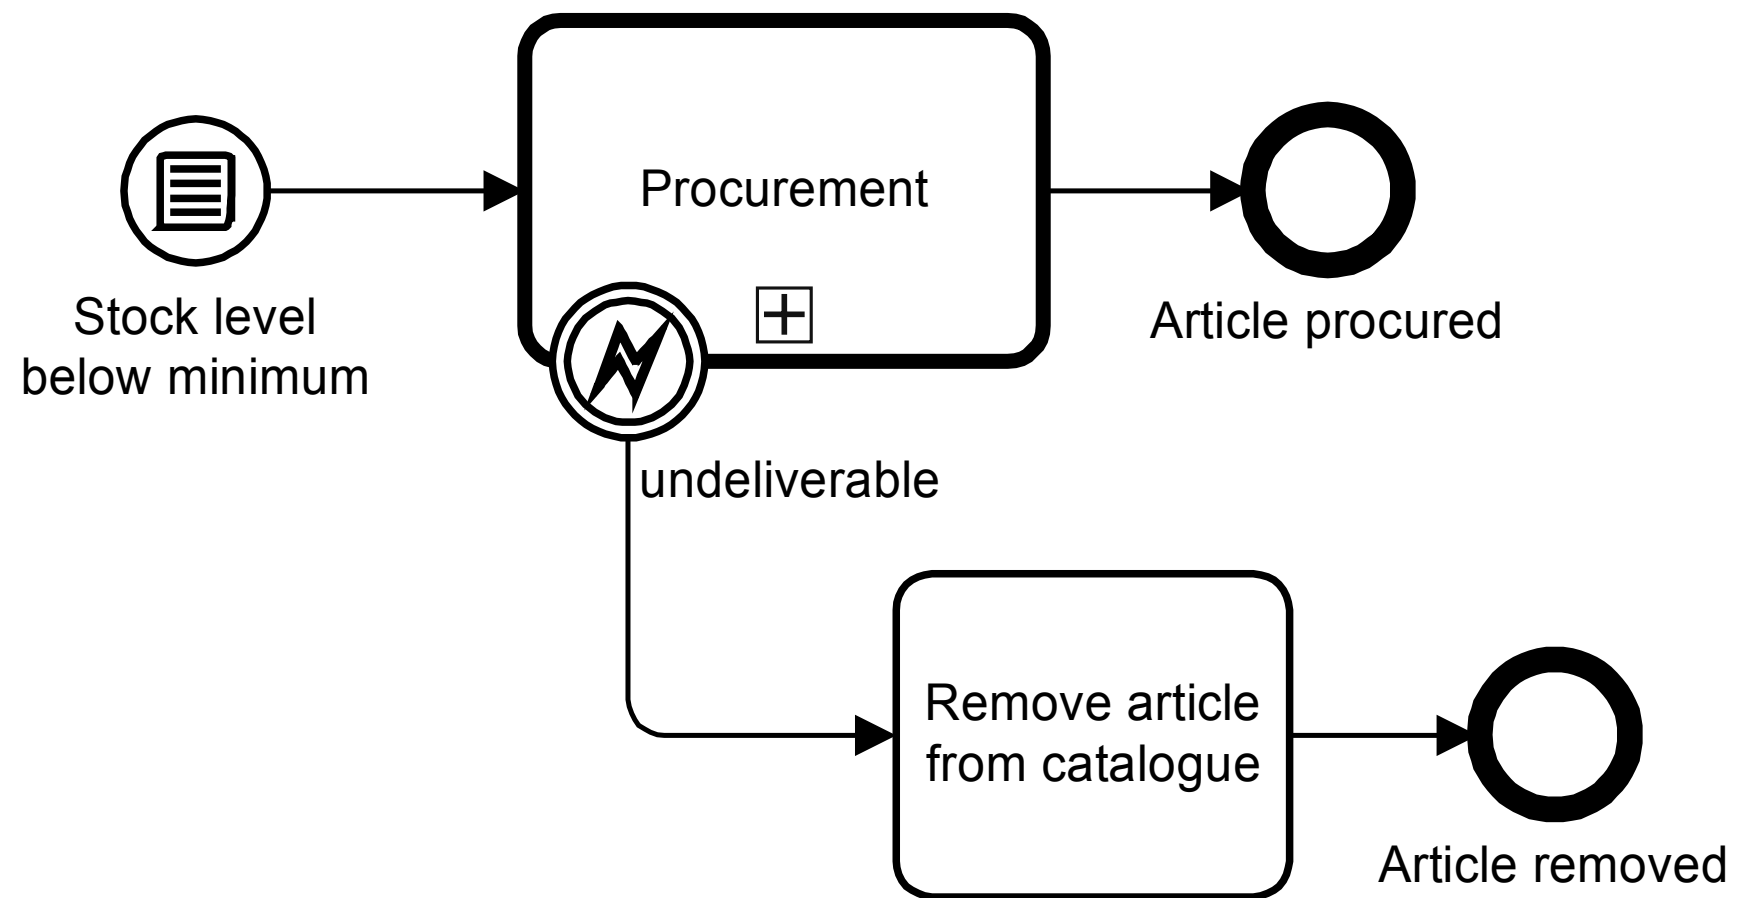 Procurement
Stock level
below minimum
Article procured
undeliverable
Remove article
from catalogue
Article removed